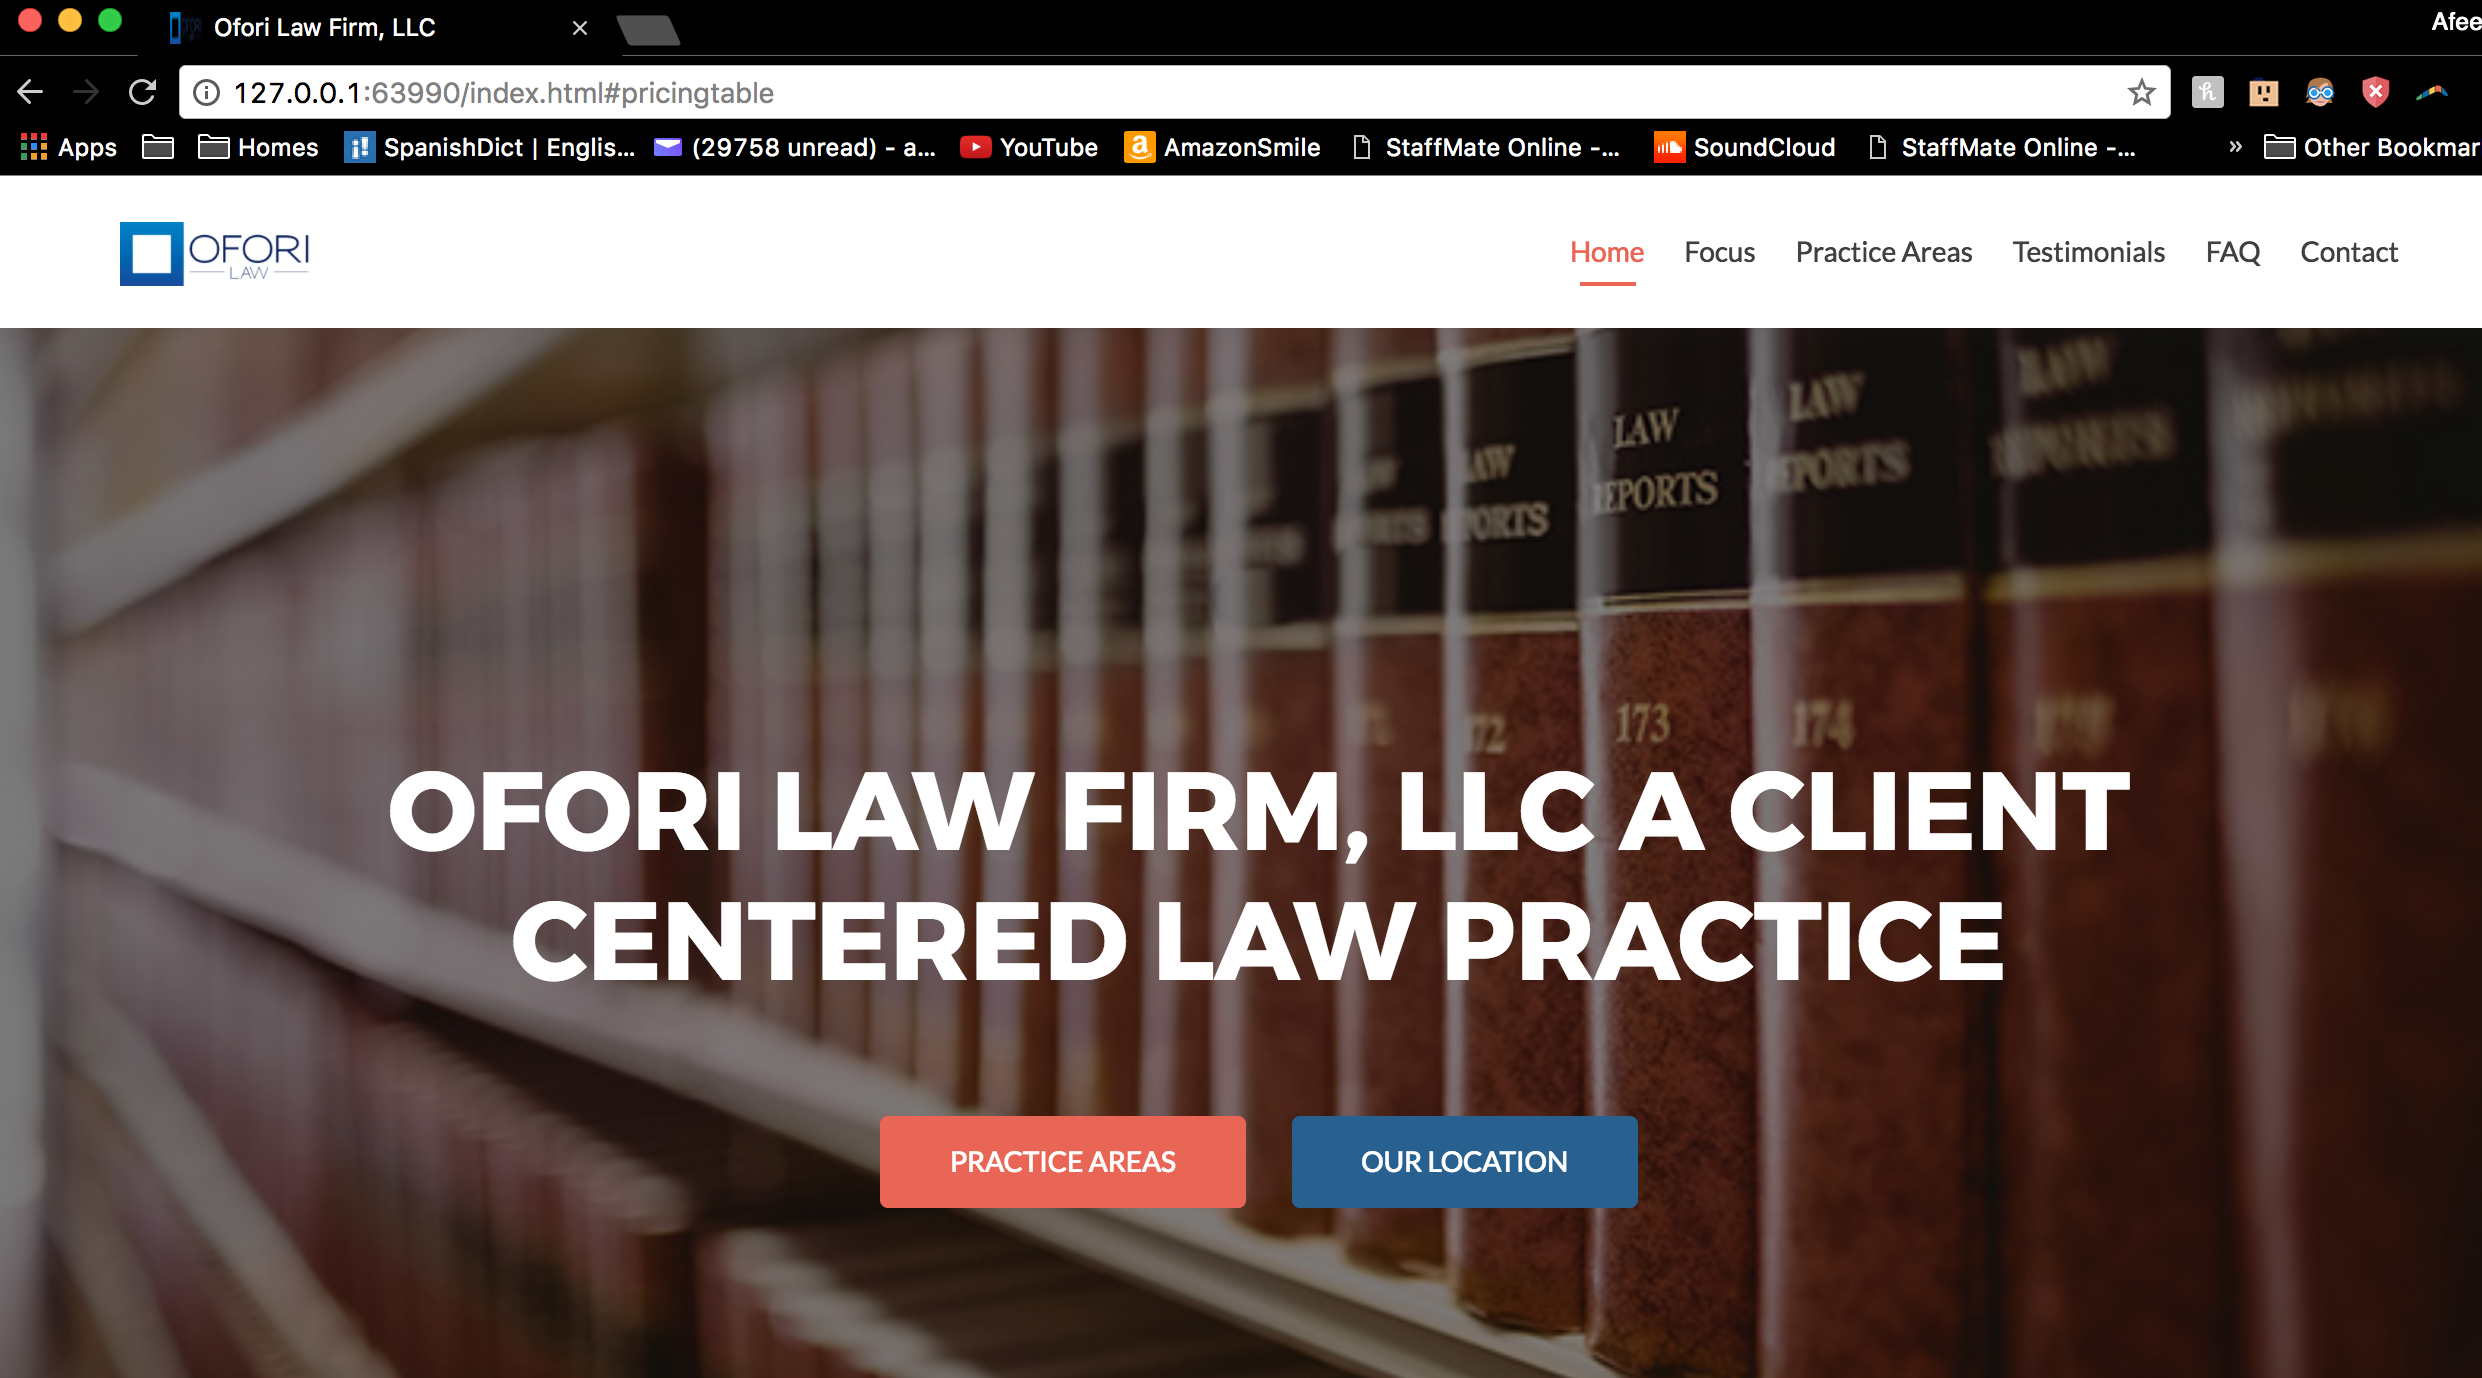 Ofori Law Firm, LLC
Afee
127.0.0.1:63990/index.html#pricingtable
Apps Homes SpanishDict | Englis... (29758 unread) - a... YouTube AmazonSmile StaffMate Online -... SoundCloud StaffMate Online -... » Other Bookmar
OFORI
LAW
Home Focus Practice Areas Testimonials FAQ Contact
LAW LAW LAW LAW
REPORTS REPORTS
173 174
OFORI LAW FIRM, LLC A CLIENT
CENTERED LAW PRACTICE
PRACTICE AREAS OUR LOCATION